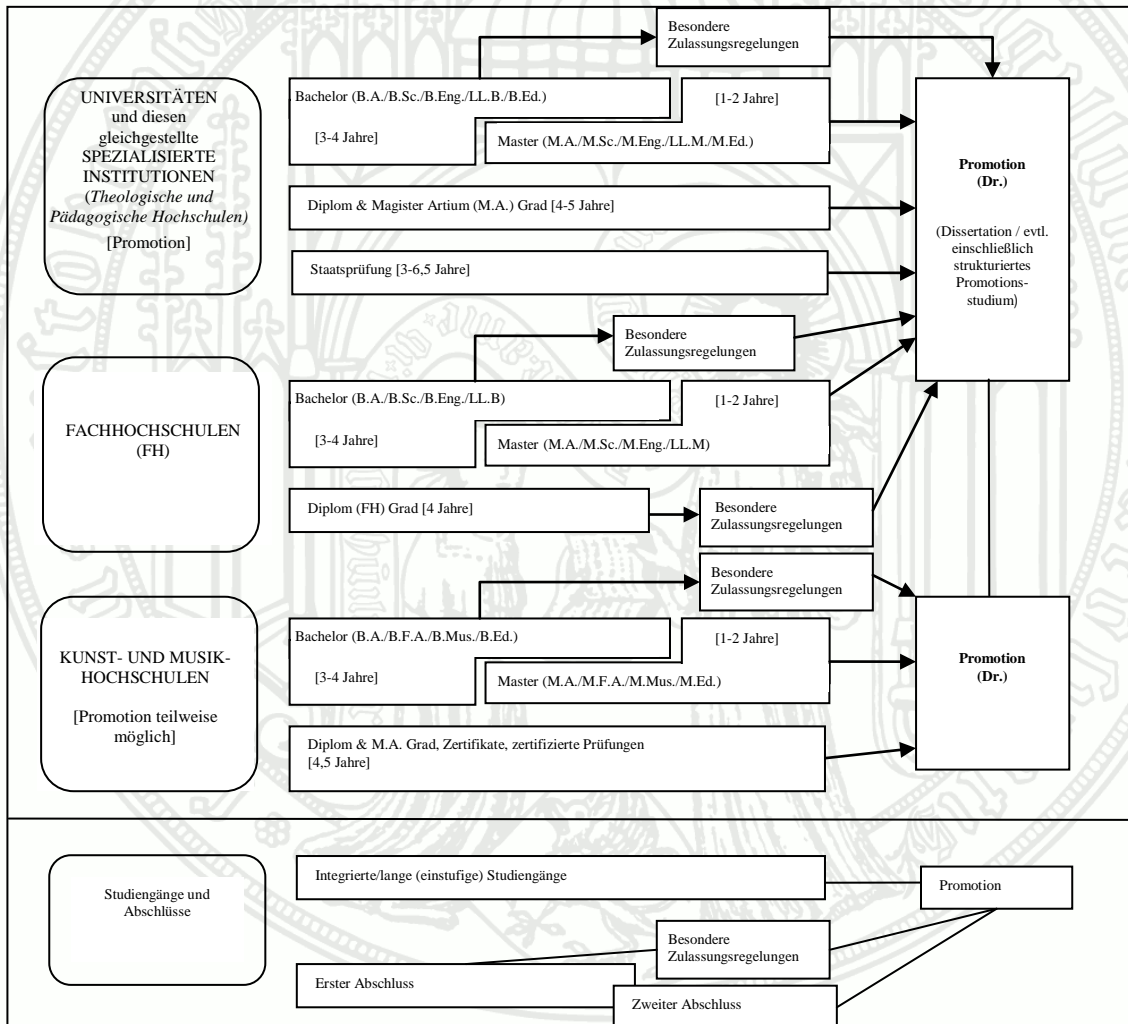 Besondere
Zulassungsregelungen
UNIVERSITÄTEN
und diesen
gleichgestellte
SPEZIALISIERTE
INSTITUTIONEN
(Theologische und
Pädagogische Hochschulen)
[Promotion]
Bachelor (B.A./B.Sc./B.Eng./LL.B./B.Ed.)
[3-4 Jahre]
[1-2 Jahre]
Master (M.A./M.Sc./M.Eng./LL.M./M.Ed.)
Diplom & Magister Artium (M.A.) Grad [4-5 Jahre]
Staatsprüfung [3-6,5 Jahre]
Promotion
(Dr.)
(Dissertation / evtl.
einschließlich
strukturiertes
Promotions-
studium)
FACHHOCHSCHULEN
(FH)
Besondere
Zulassungsregelungen
Bachelor (B.A./B.Sc./B.Eng./LL.B)
[3-4 Jahre]
[1-2 Jahre]
Master (M.A./M.Sc./M.Eng./LL.M)
Diplom (FH) Grad [4 Jahre]
Besondere
Zulassungsregelungen
KUNST- UND MUSIK-
HOCHSCHULEN
[Promotion teilweise
möglich]
Besondere
Zulassungsregelungen
Bachelor (B.A./B.F.A./B.Mus./B.Ed.)
[3-4 Jahre]
[1-2 Jahre]
Master (M.A./M.F.A./M.Mus./M.Ed.)
Diplom & M.A. Grad, Zertifikate, zertifizierte Prüfungen
[4,5 Jahre]
Promotion
(Dr.)
Studiengänge und
Abschlüsse
Integrierte/lange (einstufige) Studiengänge
Promotion
Besondere
Zulassungsregelungen
Erster Abschluss
Zweiter Abschluss